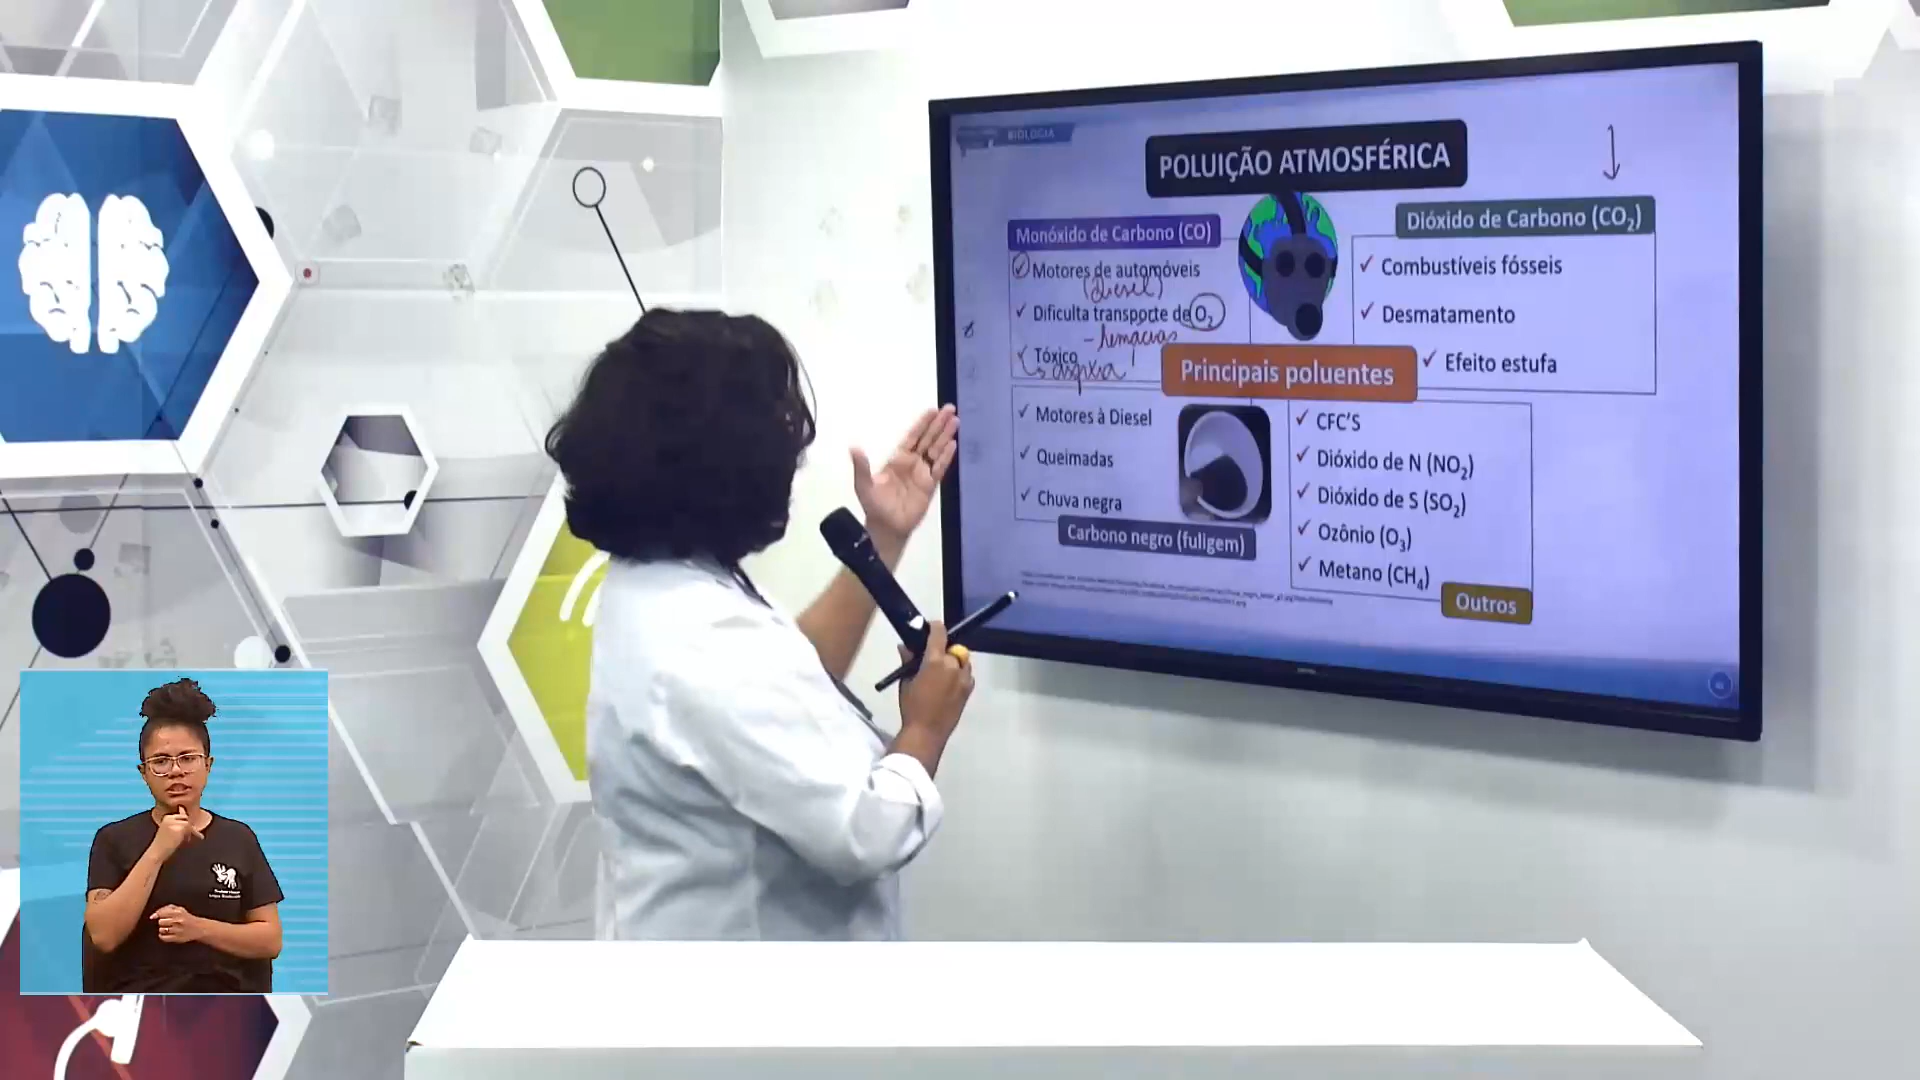 BIOLOGIA
POLUIÇÃO ATMOSFÉRICA
Monóxido de Carbono (CO)
✓ Motores de automóveis
(Diesel)
✓ Dificulta transporte de O₂
- hemácias
✓ Tóxico
↳ asfixia
Dióxido de Carbono (CO₂)
✓ Combustíveis fósseis
✓ Desmatamento
✓ Efeito estufa
Principais poluentes
✓ Motores à Diesel
✓ Queimadas
✓ Chuva negra
Carbono negro (fuligem)
✓ CFC'S
✓ Dióxido de N (NO₂)
✓ Dióxido de S (SO₂)
✓ Ozônio (O₃)
✓ Metano (CH₄)
Outros